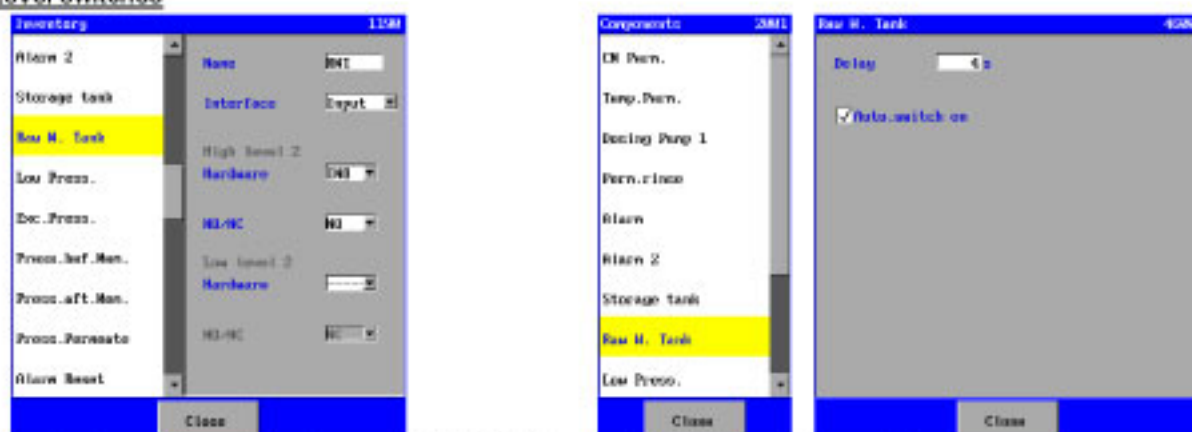 Inventory
Alarm 2
Storage tank
Raw W. Tank
Low Press.
Exc.Press.
Press.bef.Mem.
Press.aft.Mem.
Press.Permeate
Alarm Reset
Name
Interface Input
High level 2
Hardware
NO/NC NO
Low level 2
Hardware -----
NO/NC NC
Close
Components
CN Perm.
Temp.Perm.
Dosing Pump 1
Perm.rinse
Alarm
Alarm 2
Storage tank
Raw W. Tank
Low Press.
Close
Raw W. Tank
Delay s
Auto.switch on
Close